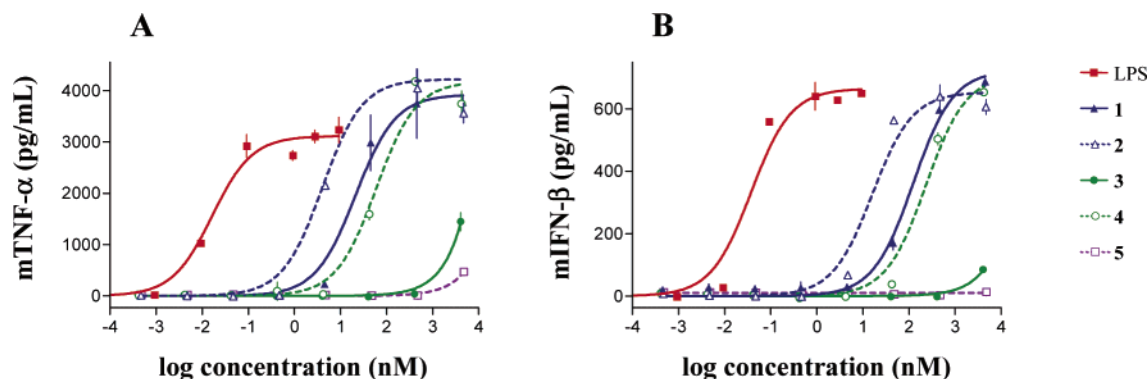 A
B
mTNF-α (pg/mL)
4000
3000
2000
1000
0
-4 -3 -2 -1 0 1 2 3 4
log concentration (nM)
mIFN-β (pg/mL)
600
400
200
0
-4 -3 -2 -1 0 1 2 3 4
log concentration (nM)
LPS
1
2
3
4
5